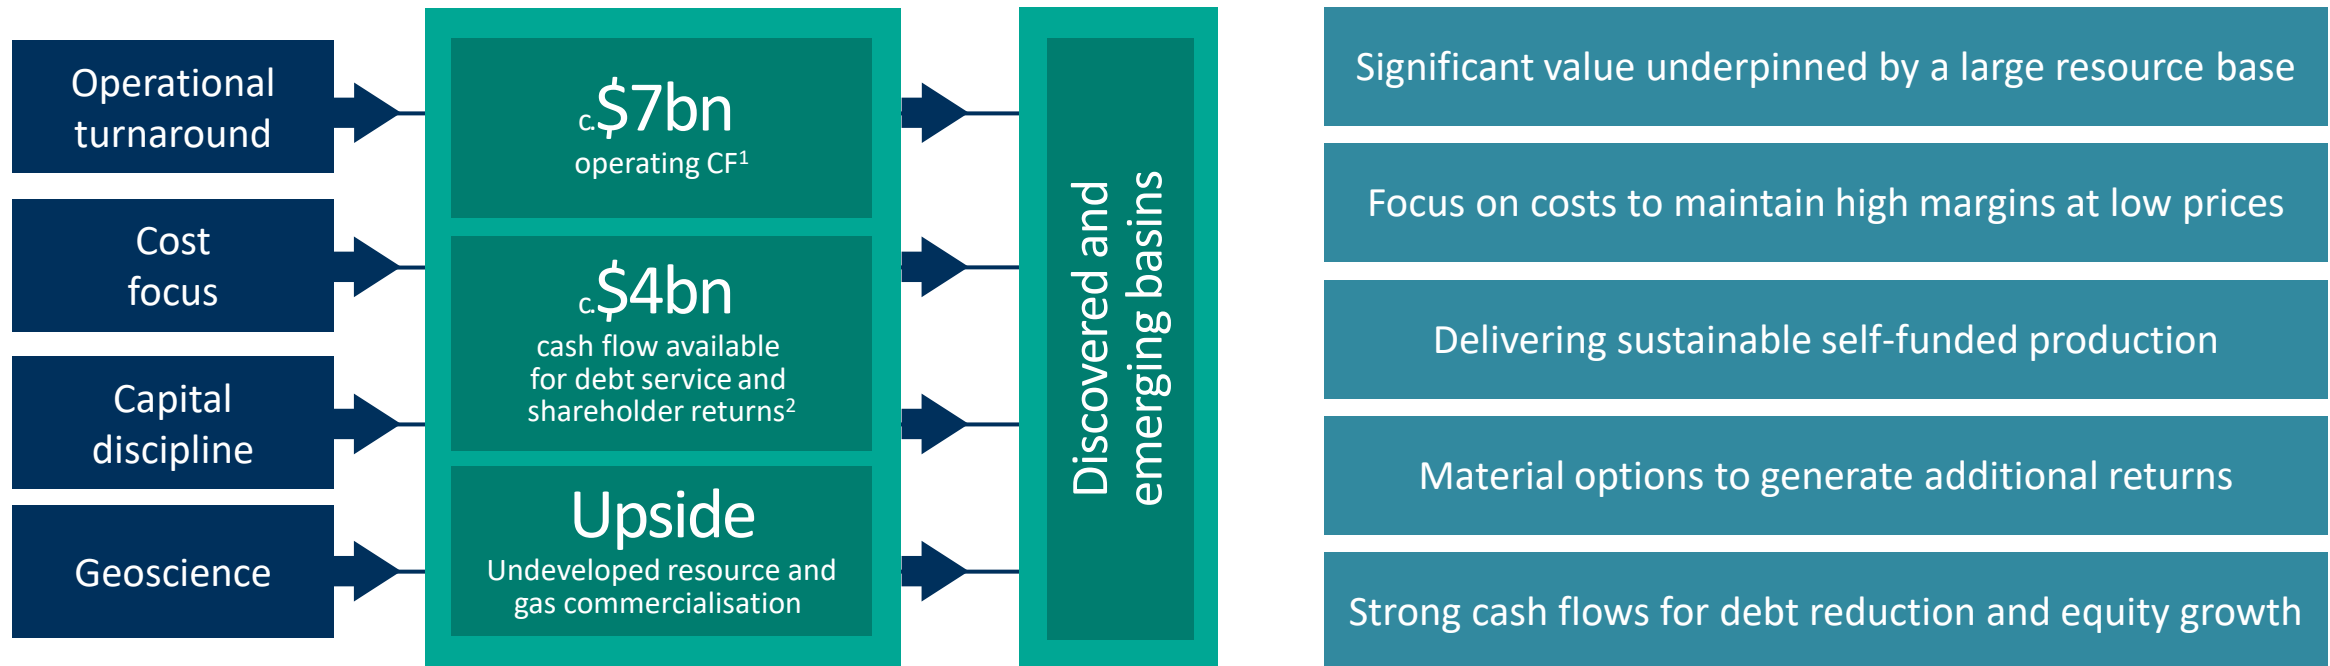 Operational
turnaround
Cost
focus
Capital
discipline
Geoscience
c.$7bn
operating CF¹
c.$4bn
cash flow available
for debt service and
shareholder returns²
Upside
Undeveloped resource and
gas commercialisation
Discovered and
emerging basins
Significant value underpinned by a large resource base
Focus on costs to maintain high margins at low prices
Delivering sustainable self-funded production
Material options to generate additional returns
Strong cash flows for debt reduction and equity growth